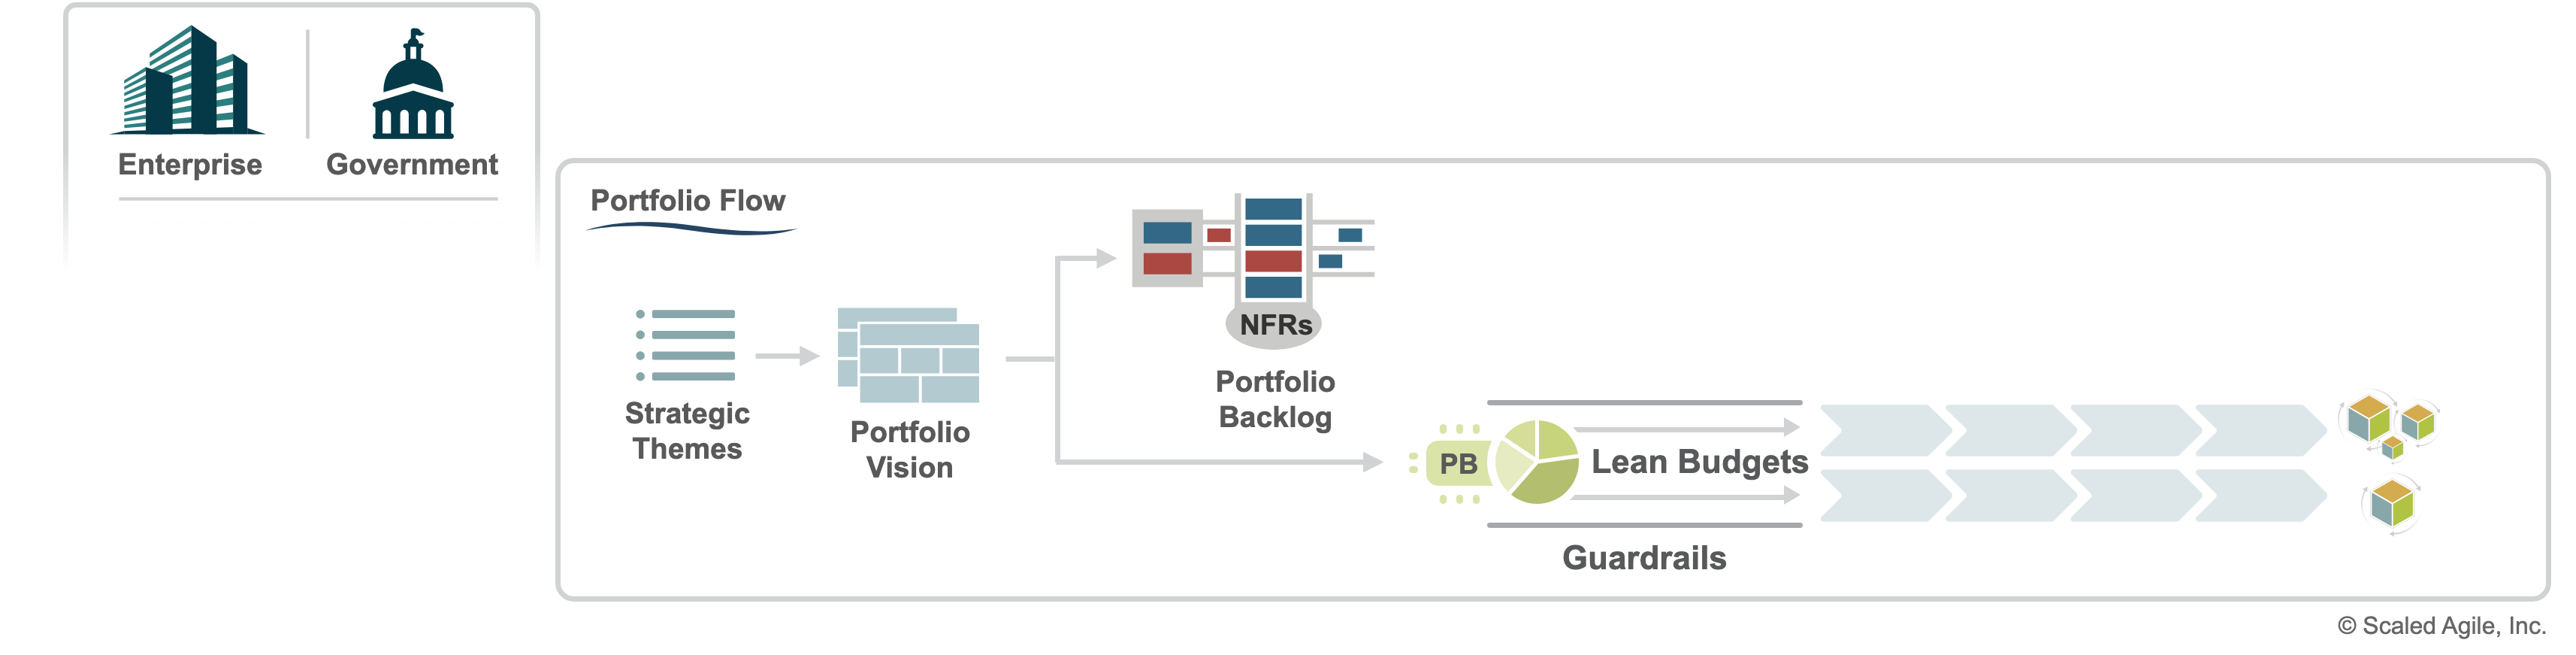 Enterprise
Government
Portfolio Flow
Strategic
Themes
Portfolio
Vision
NFRs
Portfolio
Backlog
PB
Lean Budgets
Guardrails
© Scaled Agile, Inc.